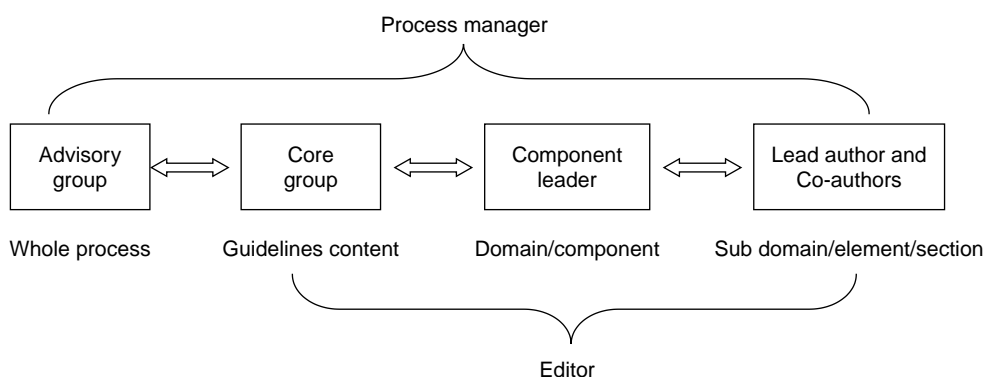 Process manager
Advisory
group
Core
group
Component
leader
Lead author and
Co-authors
Whole process
Guidelines content
Domain/component
Sub domain/element/section
Editor